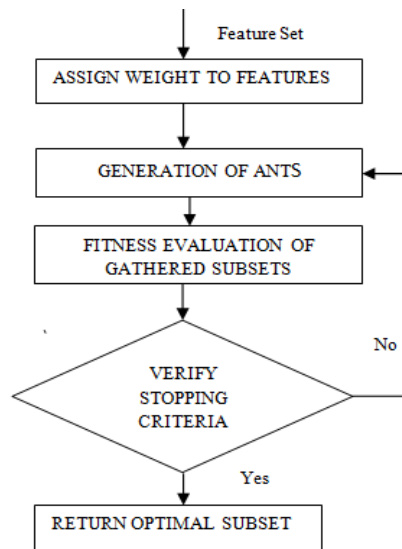 Feature Set
ASSIGN WEIGHT TO FEATURES
GENERATION OF ANTS
FITNESS EVALUATION OF
GATHERED SUBSETS
No
VERIFY
STOPPING
CRITERIA
Yes
RETURN OPTIMAL SUBSET